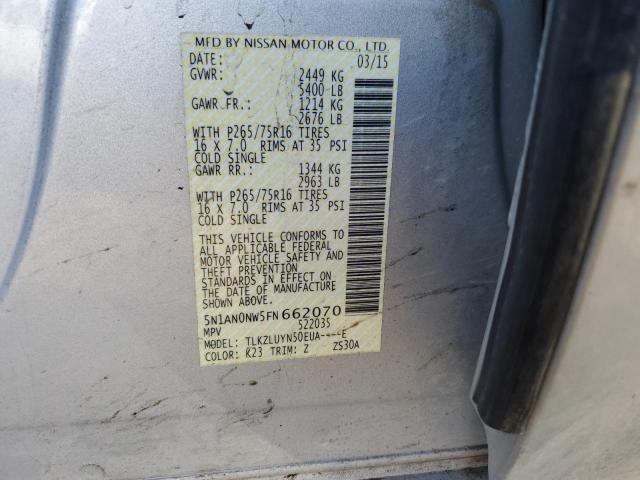 MFD BY NISSAN MOTOR CO., LTD.
DATE: 03/15
GVWR: 2449 KG
5400 LB
GAWR FR.: 1214 KG
2676 LB
WITH P265/75R16 TIRES
16 X 7.0 RIMS AT 35 PSI
COLD SINGLE
GAWR RR.: 1344 KG
2963 LB
WITH P265/75R16 TIRES
16 X 7.0 RIMS AT 35 PSI
COLD SINGLE
THIS VEHICLE CONFORMS TO
ALL APPLICABLE FEDERAL
MOTOR VEHICLE SAFETY AND
THEFT PREVENTION
STANDARDS IN EFFECT ON
THE DATE OF MANUFACTURE
SHOWN ABOVE.
5N1AN0NW5FN662070
MPV 522035
MODEL: TLKZLUYN50EUA----E
COLOR: K23 TRIM: Z ZS30A